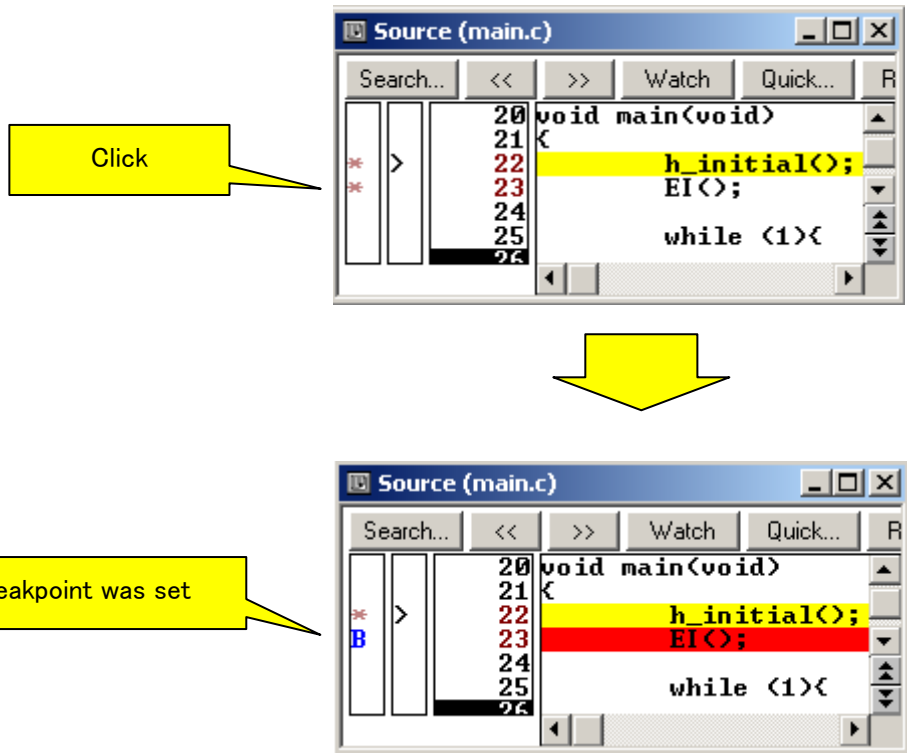 Source (main.c)
Search... << >> Watch Quick... R
20 void main(void)
21 {
* > 22 h_initial();
* 23 EI();
24
25 while (1){
26
Click
Source (main.c)
Search... << >> Watch Quick... R
20 void main(void)
21 {
* > 22 h_initial();
B 23 EI();
24
25 while (1){
26
eakpoint was set